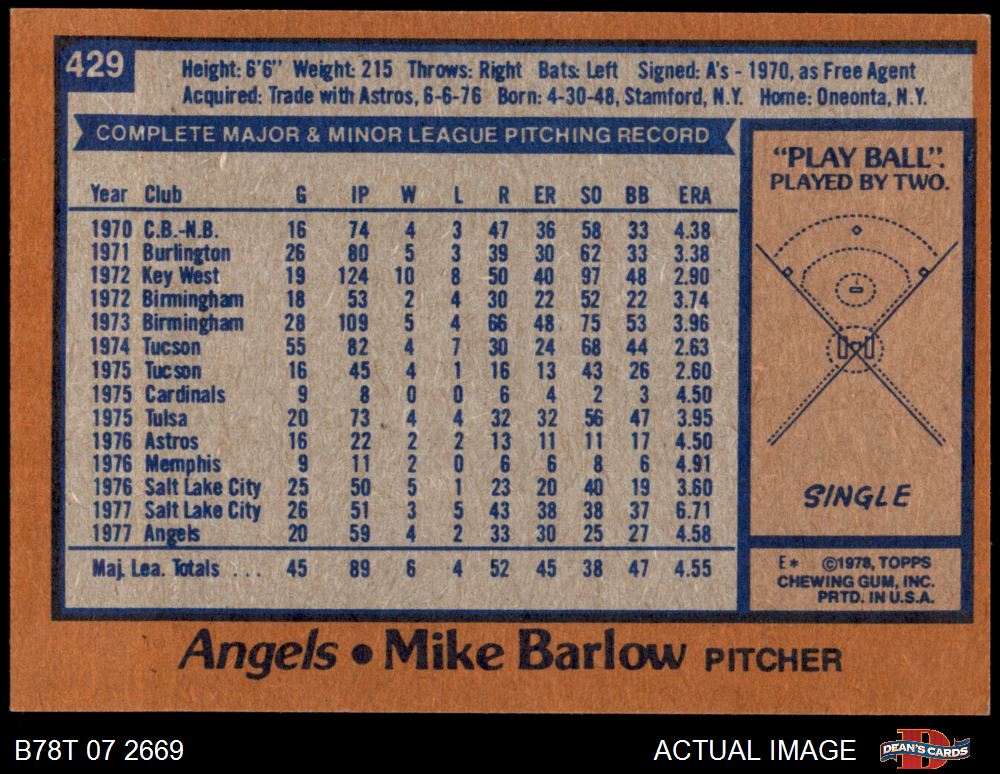 429
Height: 6'6" Weight: 215 Throws: Right Bats: Left Signed: A's - 1970, as Free Agent
Acquired: Trade with Astros, 6-6-76 Born: 4-30-48, Stamford, N.Y. Home: Oneonta, N.Y.
COMPLETE MAJOR & MINOR LEAGUE PITCHING RECORD
Year Club G IP W L R ER SO BB ERA
1970 C.B.-N.B. 16 74 4 3 47 36 58 33 4.38
1971 Burlington 26 80 5 3 39 30 62 33 3.38
1972 Key West 19 124 10 8 50 40 97 48 2.90
1972 Birmingham 18 53 2 4 30 22 52 22 3.74
1973 Birmingham 28 109 5 4 66 48 75 53 3.96
1974 Tucson 55 82 4 7 30 24 68 44 2.63
1975 Tucson 16 45 4 1 16 13 43 26 2.60
1975 Cardinals 9 8 0 0 6 4 2 3 4.50
1975 Tulsa 20 73 4 4 32 32 56 47 3.95
1976 Astros 16 22 2 2 13 11 11 17 4.50
1976 Memphis 9 11 2 0 6 6 8 6 4.91
1976 Salt Lake City 25 50 5 1 23 20 40 19 3.60
1977 Salt Lake City 26 51 3 5 43 38 38 37 6.71
1977 Angels 20 59 4 2 33 30 25 27 4.58
Maj. Lea. Totals ... 45 89 6 4 52 45 38 47 4.55
"PLAY BALL".
PLAYED BY TWO.
SINGLE
E* ©1978, TOPPS
CHEWING GUM, INC.
PRTD. IN U.S.A.
Angels • Mike Barlow PITCHER
B78T 07 2669
ACTUAL IMAGE
DEAN'S CARDS